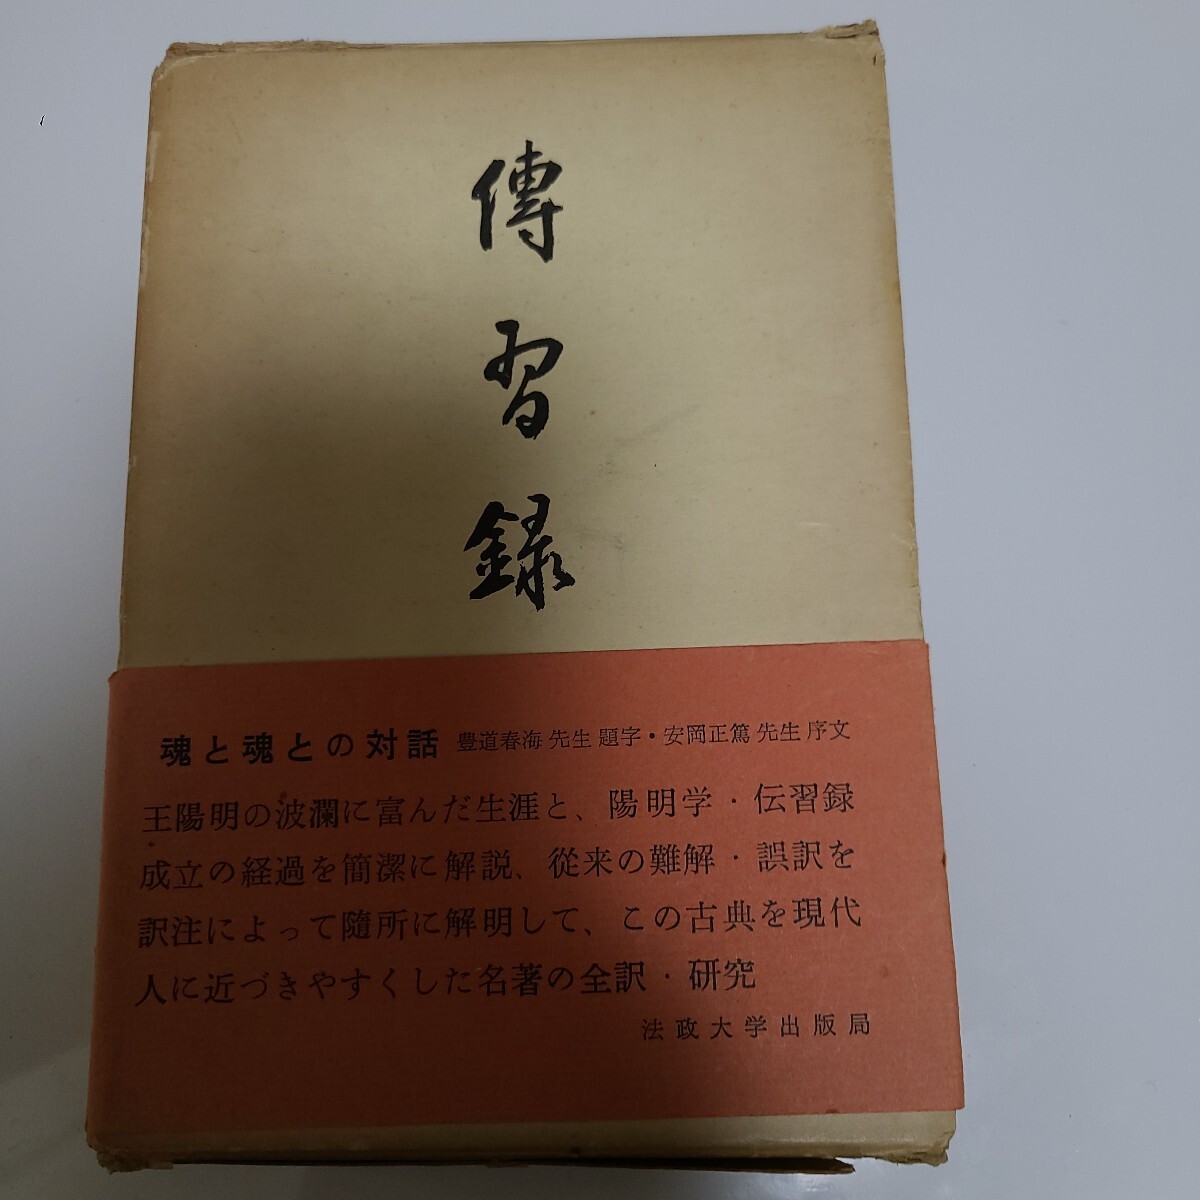 傳習録
魂と魂との対話 豊道春海 先生 題字・安岡正篤 先生 序文
王陽明の波瀾に富んだ生涯と、陽明学・伝習録
成立の経過を簡潔に解説、従来の難解・誤訳を
訳注によって随所に解明して、この古典を現代
人に近づきやすくした名著の全訳・研究
法政大学出版局